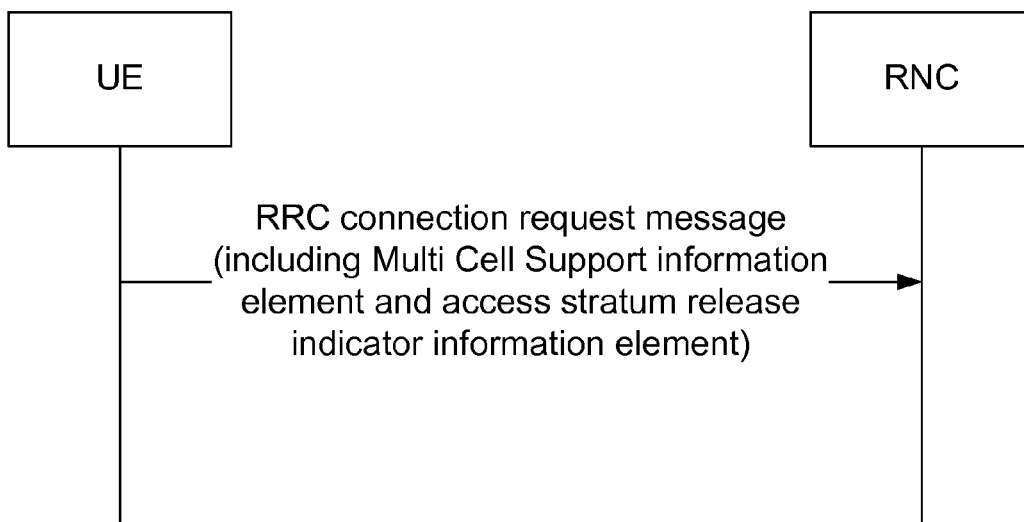 UE
RNC
RRC connection request message
(including Multi Cell Support information
element and access stratum release
indicator information element)